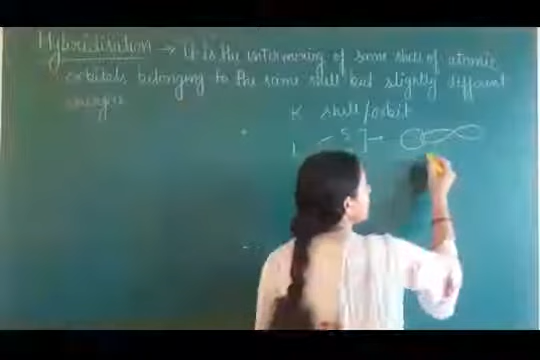 Hybridisation → It is the intermixing of same shell of atomic
orbitals belonging to the same shell but slightly different
energies
K shell/orbit
L S